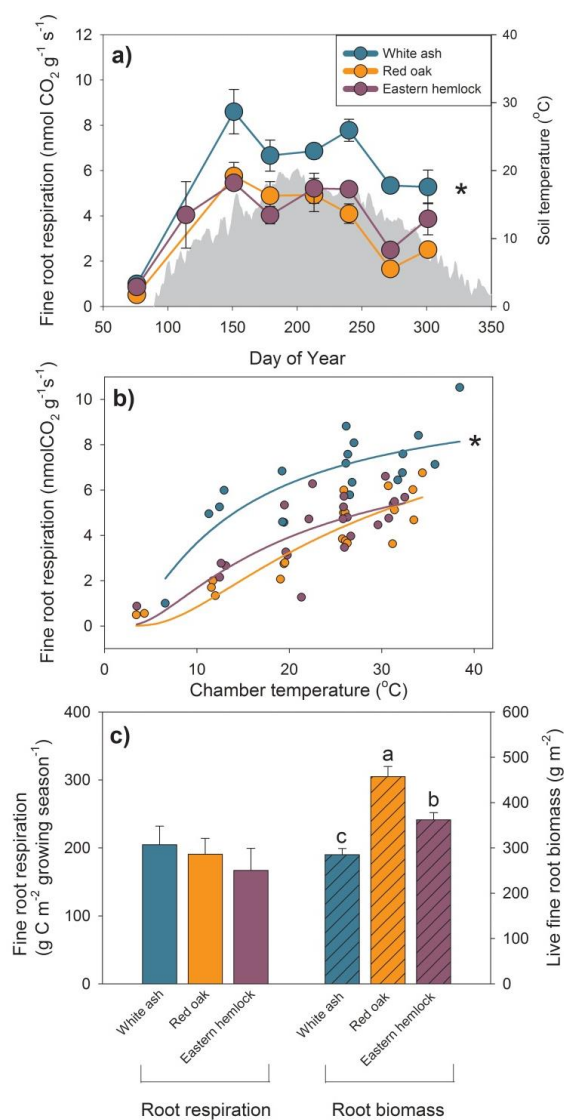 a)
White ash
Red oak
Eastern hemlock
Fine root respiration (nmol CO₂ g⁻¹ s⁻¹)
12
10
8
6
4
2
0
Soil temperature (°C)
40
30
20
10
0
*
50 100 150 200 250 300 350
Day of Year
b)
Fine root respiration (nmolCO₂ g⁻¹s⁻¹)
10
8
6
4
2
0
*
0 10 20 30 40
Chamber temperature (°C)
c)
Fine root respiration
(g C m⁻² growing season⁻¹)
400
300
200
100
0
Live fine root biomass (g m⁻²)
600
500
400
300
200
100
0
c a b
White ash Red oak Eastern hemlock White ash Red oak Eastern hemlock
Root respiration Root biomass